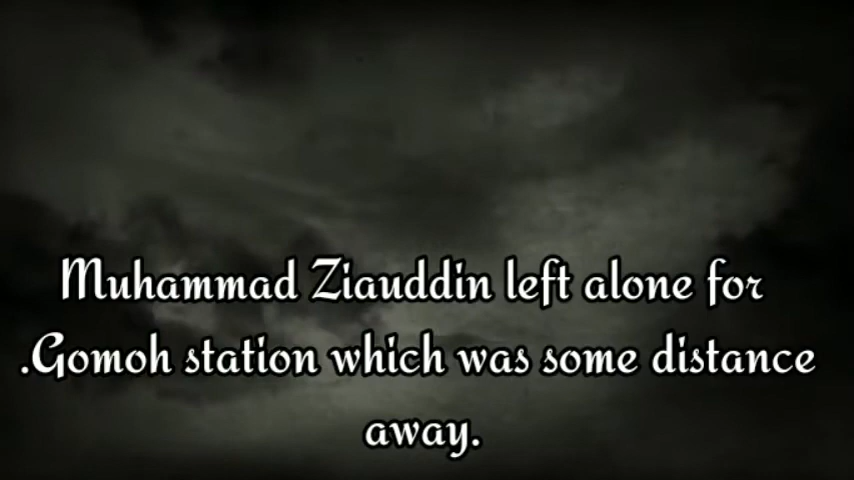 Muhammad Ziauddin left alone for
.Gomoh station which was some distance
away.